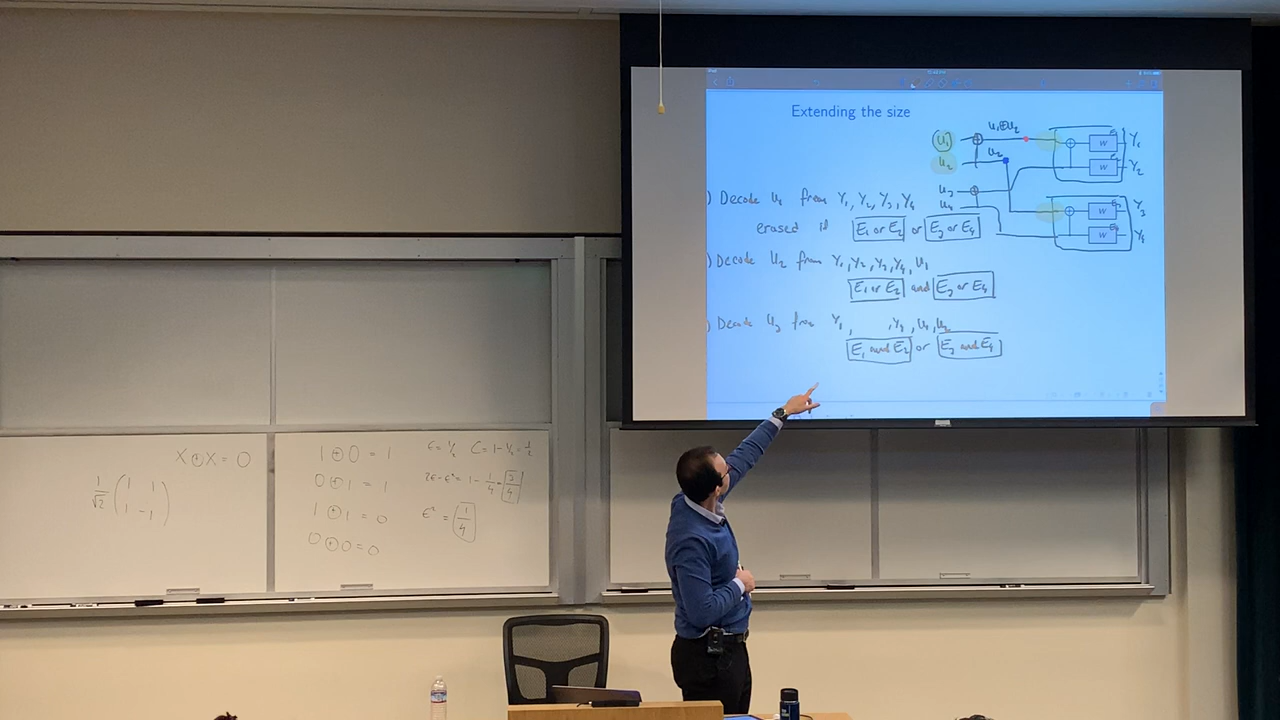 Extending the size
U₁
U₁⊕U₂
U₂
U₂
U₃
U₄
W
W
W
W
Y₁
Y₂
Y₃
Y₄
) Decode U₁ from Y₁, Y₂, Y₃, Y₄
erased if E₁ or E₂ or E₃ or E₄
) Decode U₂ from Y₁, Y₂, Y₃, Y₄, U₁
E₁ or E₂ and E₃ or E₄
) Decode U₃ from Y₁, , Y₄, U₁, U₂
E₁ and E₂ or E₃ and E₄
X⊕X = 0
1/√2 (1 1
1 -1)
1 ⊕ 0 = 1
0 ⊕ 1 = 1
1 ⊕ 1 = 0
0 ⊕ 0 = 0
ϵ = 1/2 C = 1 - 1/2 = 1/2
2ϵ - ϵ² = 1 - 1/4 = 3/4
ϵ² = 1/4